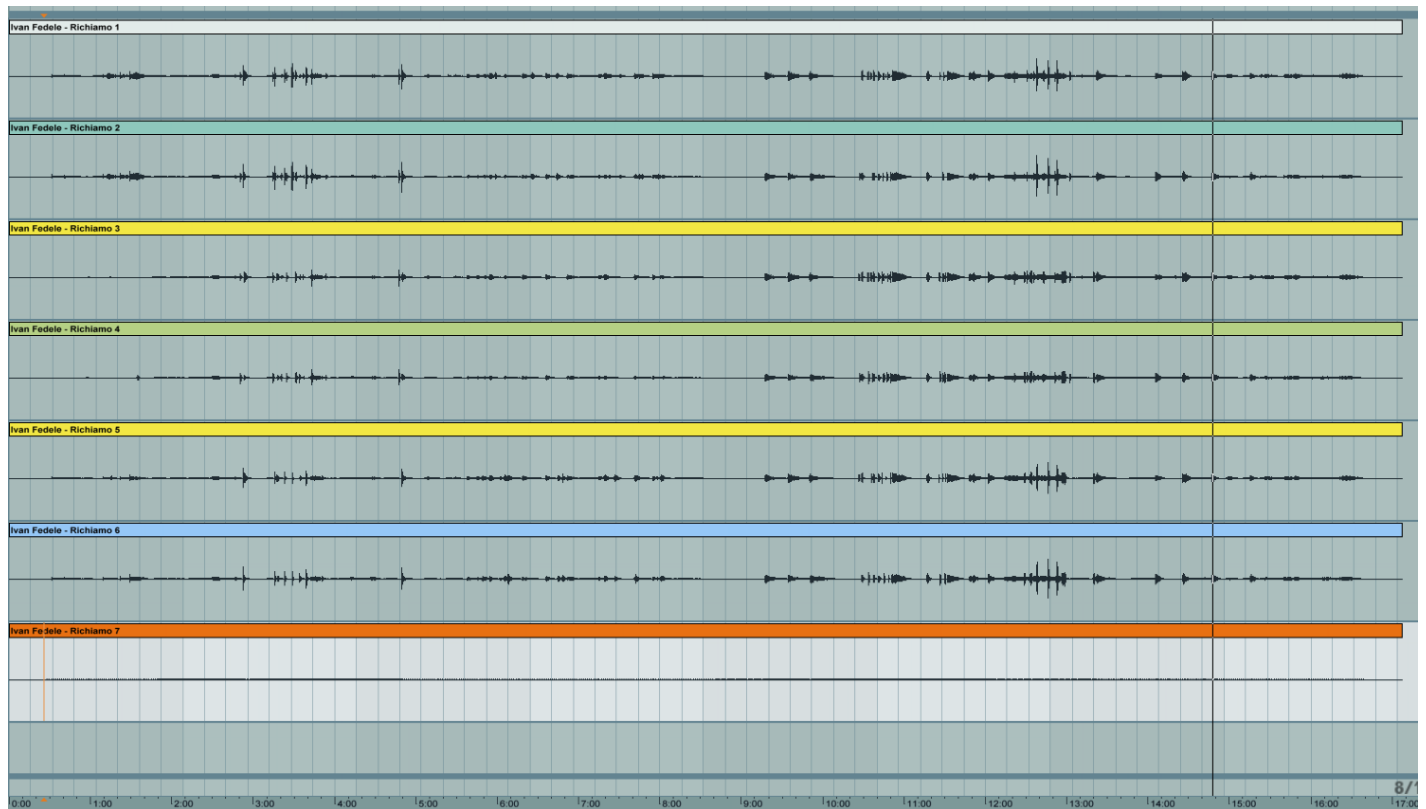 Ivan Fedele - Richiamo 1
Ivan Fedele - Richiamo 2
Ivan Fedele - Richiamo 3
Ivan Fedele - Richiamo 4
Ivan Fedele - Richiamo 5
Ivan Fedele - Richiamo 6
Ivan Fedele - Richiamo 7
8/
0:00 1:00 2:00 3:00 4:00 5:00 6:00 7:00 8:00 9:00 10:00 11:00 12:00 13:00 14:00 15:00 16:00 17:00